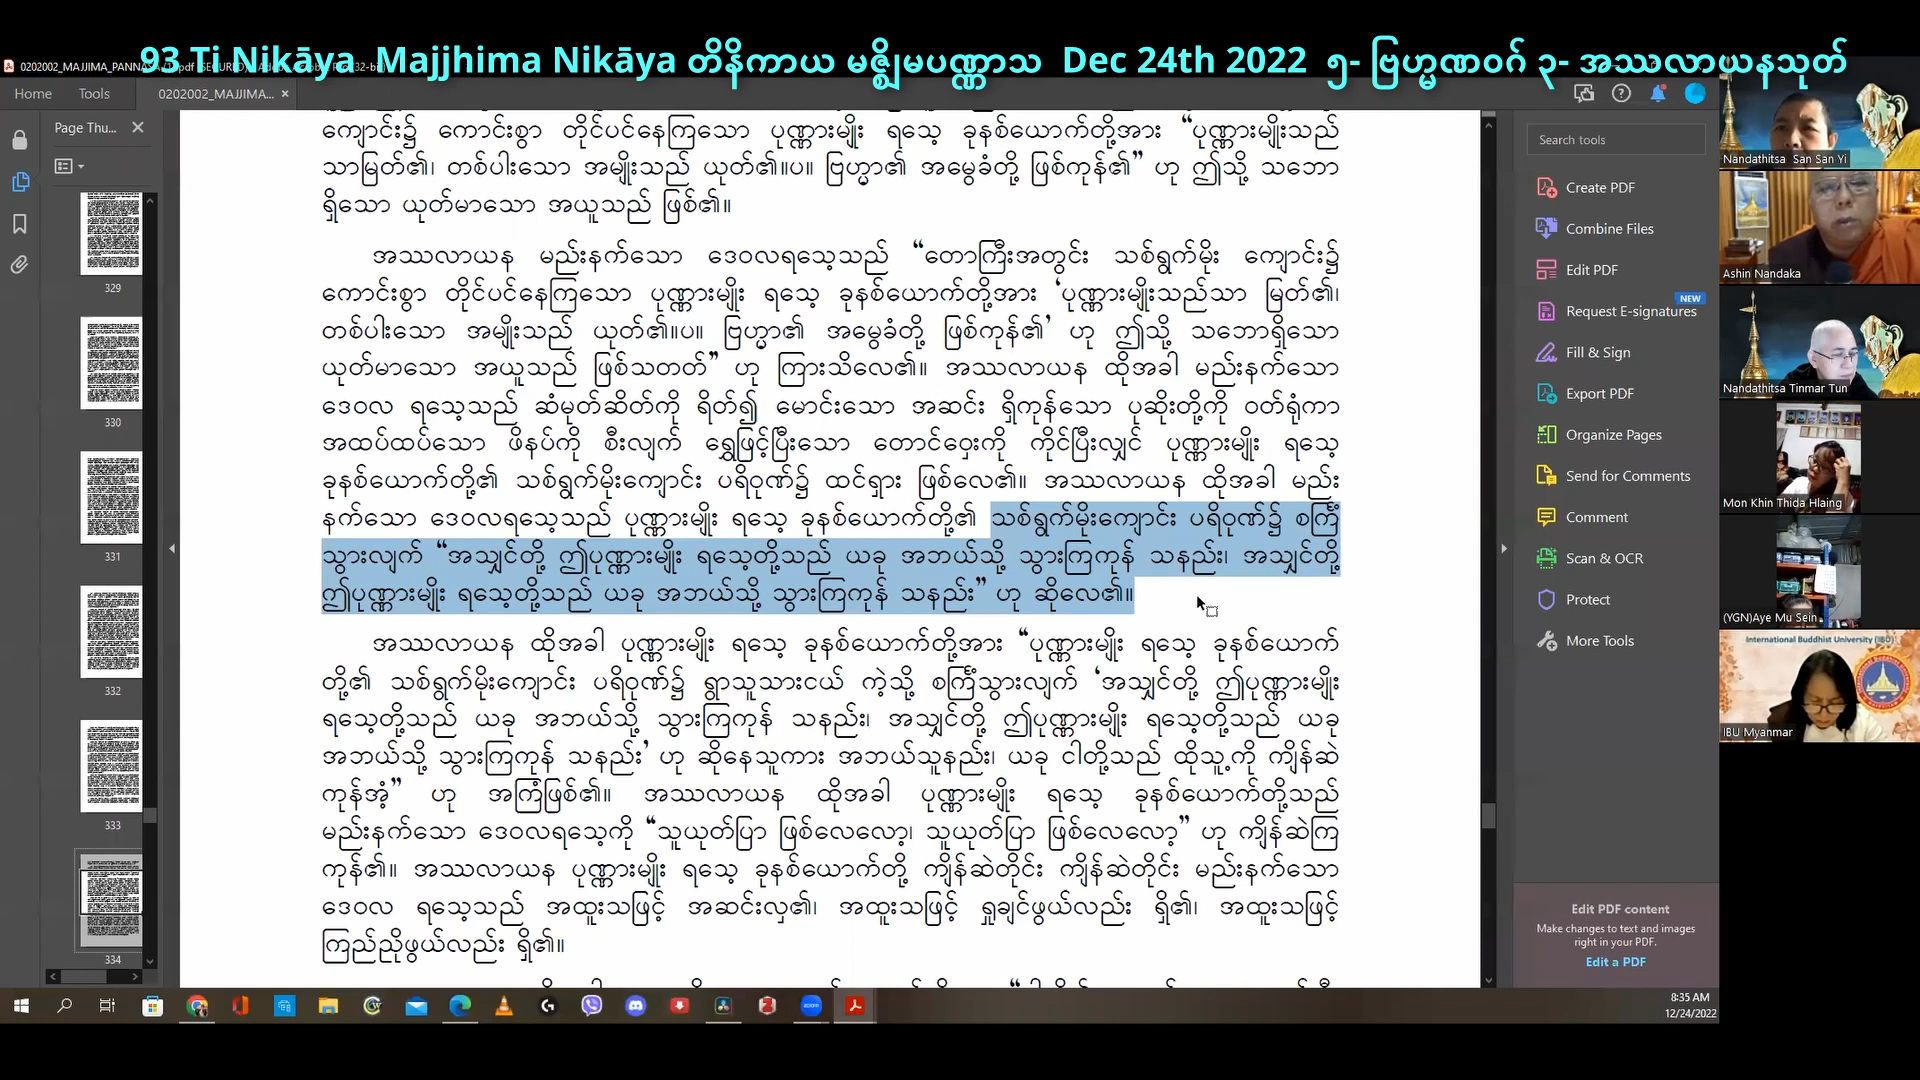 93 Ti Nikāya Majjhima Nikāya တိနိကာယ မဇ္ဈိမပဏ္ဏာသ Dec 24th 2022 ၅- ဗြဟ္မဏဝဂ် ၃- အဿလာယနသုတ်
Home Tools 0202002_MAJJIMA... ×
Page Thu...
329
330
331
332
333
334
ကျောင်း၌ ကောင်းစွာ တိုင်ပင်နေကြသော ပုဏ္ဏားမျိုး ရသေ့ ခုနစ်ယောက်တို့အား “ပုဏ္ဏားမျိုးသည်
သာမြတ်၏၊ တစ်ပါးသော အမျိုးသည် ယုတ်၏။ပ။ ဗြဟ္မာ၏ အမွေခံတို့ ဖြစ်ကုန်၏” ဟု ဤသို့ သဘော
ရှိသော ယုတ်မာသော အယူသည် ဖြစ်၏။
အဿလာယန မည်းနက်သော ဒေဝလရသေ့သည် “တောကြီးအတွင်း သစ်ရွက်မိုး ကျောင်း၌
ကောင်းစွာ တိုင်ပင်နေကြသော ပုဏ္ဏားမျိုး ရသေ့ ခုနစ်ယောက်တို့အား ‘ပုဏ္ဏားမျိုးသည်သာ မြတ်၏၊
တစ်ပါးသော အမျိုးသည် ယုတ်၏။ပ။ ဗြဟ္မာ၏ အမွေခံတို့ ဖြစ်ကုန်၏’ ဟု ဤသို့ သဘောရှိသော
ယုတ်မာသော အယူသည် ဖြစ်သတတ်” ဟု ကြားသိလေ၏။ အဿလာယန ထိုအခါ မည်းနက်သော
ဒေဝလ ရသေ့သည် ဆံမုတ်ဆိတ်ကို ရိတ်၍ မောင်းသော အဆင်း ရှိကုန်သော ပုဆိုးတို့ကို ဝတ်ရုံကာ
အထပ်ထပ်သော ဖိနပ်ကို စီးလျက် ရွှေဖြင့်ပြီးသော တောင်ဝှေးကို ကိုင်ပြီးလျှင် ပုဏ္ဏားမျိုး ရသေ့
ခုနစ်ယောက်တို့၏ သစ်ရွက်မိုးကျောင်း ပရိဝုဏ်၌ ထင်ရှား ဖြစ်လေ၏။ အဿလာယန ထိုအခါ မည်း
နက်သော ဒေဝလရသေ့သည် ပုဏ္ဏားမျိုး ရသေ့ ခုနစ်ယောက်တို့၏ သစ်ရွက်မိုးကျောင်း ပရိဝုဏ်၌ စင်္ကြံ
သွားလျက် “အသျှင်တို့ ဤပုဏ္ဏားမျိုး ရသေ့တို့သည် ယခု အဘယ်သို့ သွားကြကုန် သနည်း၊ အသျှင်တို့
ဤပုဏ္ဏားမျိုး ရသေ့တို့သည် ယခု အဘယ်သို့ သွားကြကုန် သနည်း” ဟု ဆိုလေ၏။
အဿလာယန ထိုအခါ ပုဏ္ဏားမျိုး ရသေ့ ခုနစ်ယောက်တို့အား “ပုဏ္ဏားမျိုး ရသေ့ ခုနစ်ယောက်
တို့၏ သစ်ရွက်မိုးကျောင်း ပရိဝုဏ်၌ ရွာသူသားငယ် ကဲ့သို့ စင်္ကြံသွားလျက် ‘အသျှင်တို့ ဤပုဏ္ဏားမျိုး
ရသေ့တို့သည် ယခု အဘယ်သို့ သွားကြကုန် သနည်း၊ အသျှင်တို့ ဤပုဏ္ဏားမျိုး ရသေ့တို့သည် ယခု
အဘယ်သို့ သွားကြကုန် သနည်း’ ဟု ဆိုနေသူကား အဘယ်သူနည်း၊ ယခု ငါတို့သည် ထိုသူ့ကို ကျိန်ဆဲ
ကုန်အံ့” ဟု အကြံဖြစ်၏။ အဿလာယန ထိုအခါ ပုဏ္ဏားမျိုး ရသေ့ ခုနစ်ယောက်တို့သည်
မည်းနက်သော ဒေဝလရသေ့ကို “သူယုတ်ပြာ ဖြစ်လေလော့၊ သူယုတ်ပြာ ဖြစ်လေလော့” ဟု ကျိန်ဆဲကြ
ကုန်၏။ အဿလာယန ပုဏ္ဏားမျိုး ရသေ့ ခုနစ်ယောက်တို့ ကျိန်ဆဲတိုင်း ကျိန်ဆဲတိုင်း မည်းနက်သော
ဒေဝလ ရသေ့သည် အထူးသဖြင့် အဆင်းလှ၏၊ အထူးသဖြင့် ရှုချင်ဖွယ်လည်း ရှိ၏၊ အထူးသဖြင့်
ကြည်ညိုဖွယ်လည်း ရှိ၏။
Search tools
Create PDF
Combine Files
Edit PDF
NEW
Request E-signatures
Fill & Sign
Export PDF
Organize Pages
Send for Comments
Comment
Scan & OCR
Protect
More Tools
Edit PDF content
Make changes to text and images
right in your PDF.
Edit a PDF
Nandathitsa San San Yi
Ashin Nandaka
Nandathitsa Tinmar Tun
Mon Khin Thida Hlaing
(YGN)Aye Mu Sein
International Buddhist University (IBU)
IBU Myanmar
8:35 AM
12/24/2022